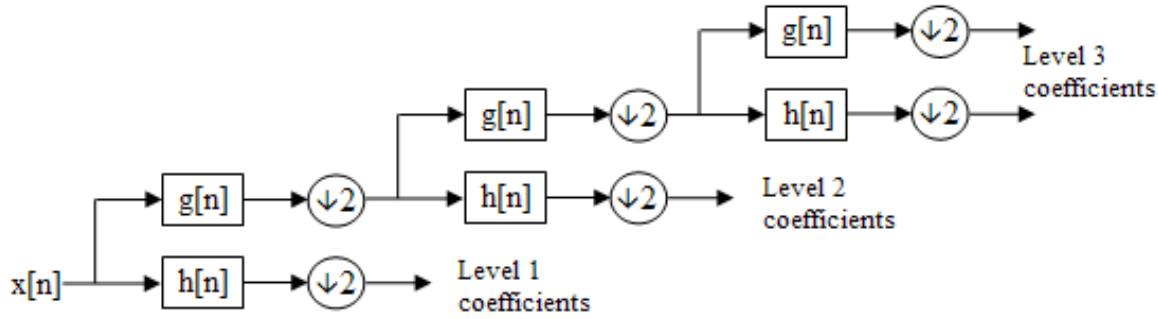 g[n] ↓2
Level 3
coefficients
g[n] ↓2 h[n] ↓2
g[n] ↓2 h[n] ↓2
Level 2
coefficients
x[n] h[n] ↓2
Level 1
coefficients